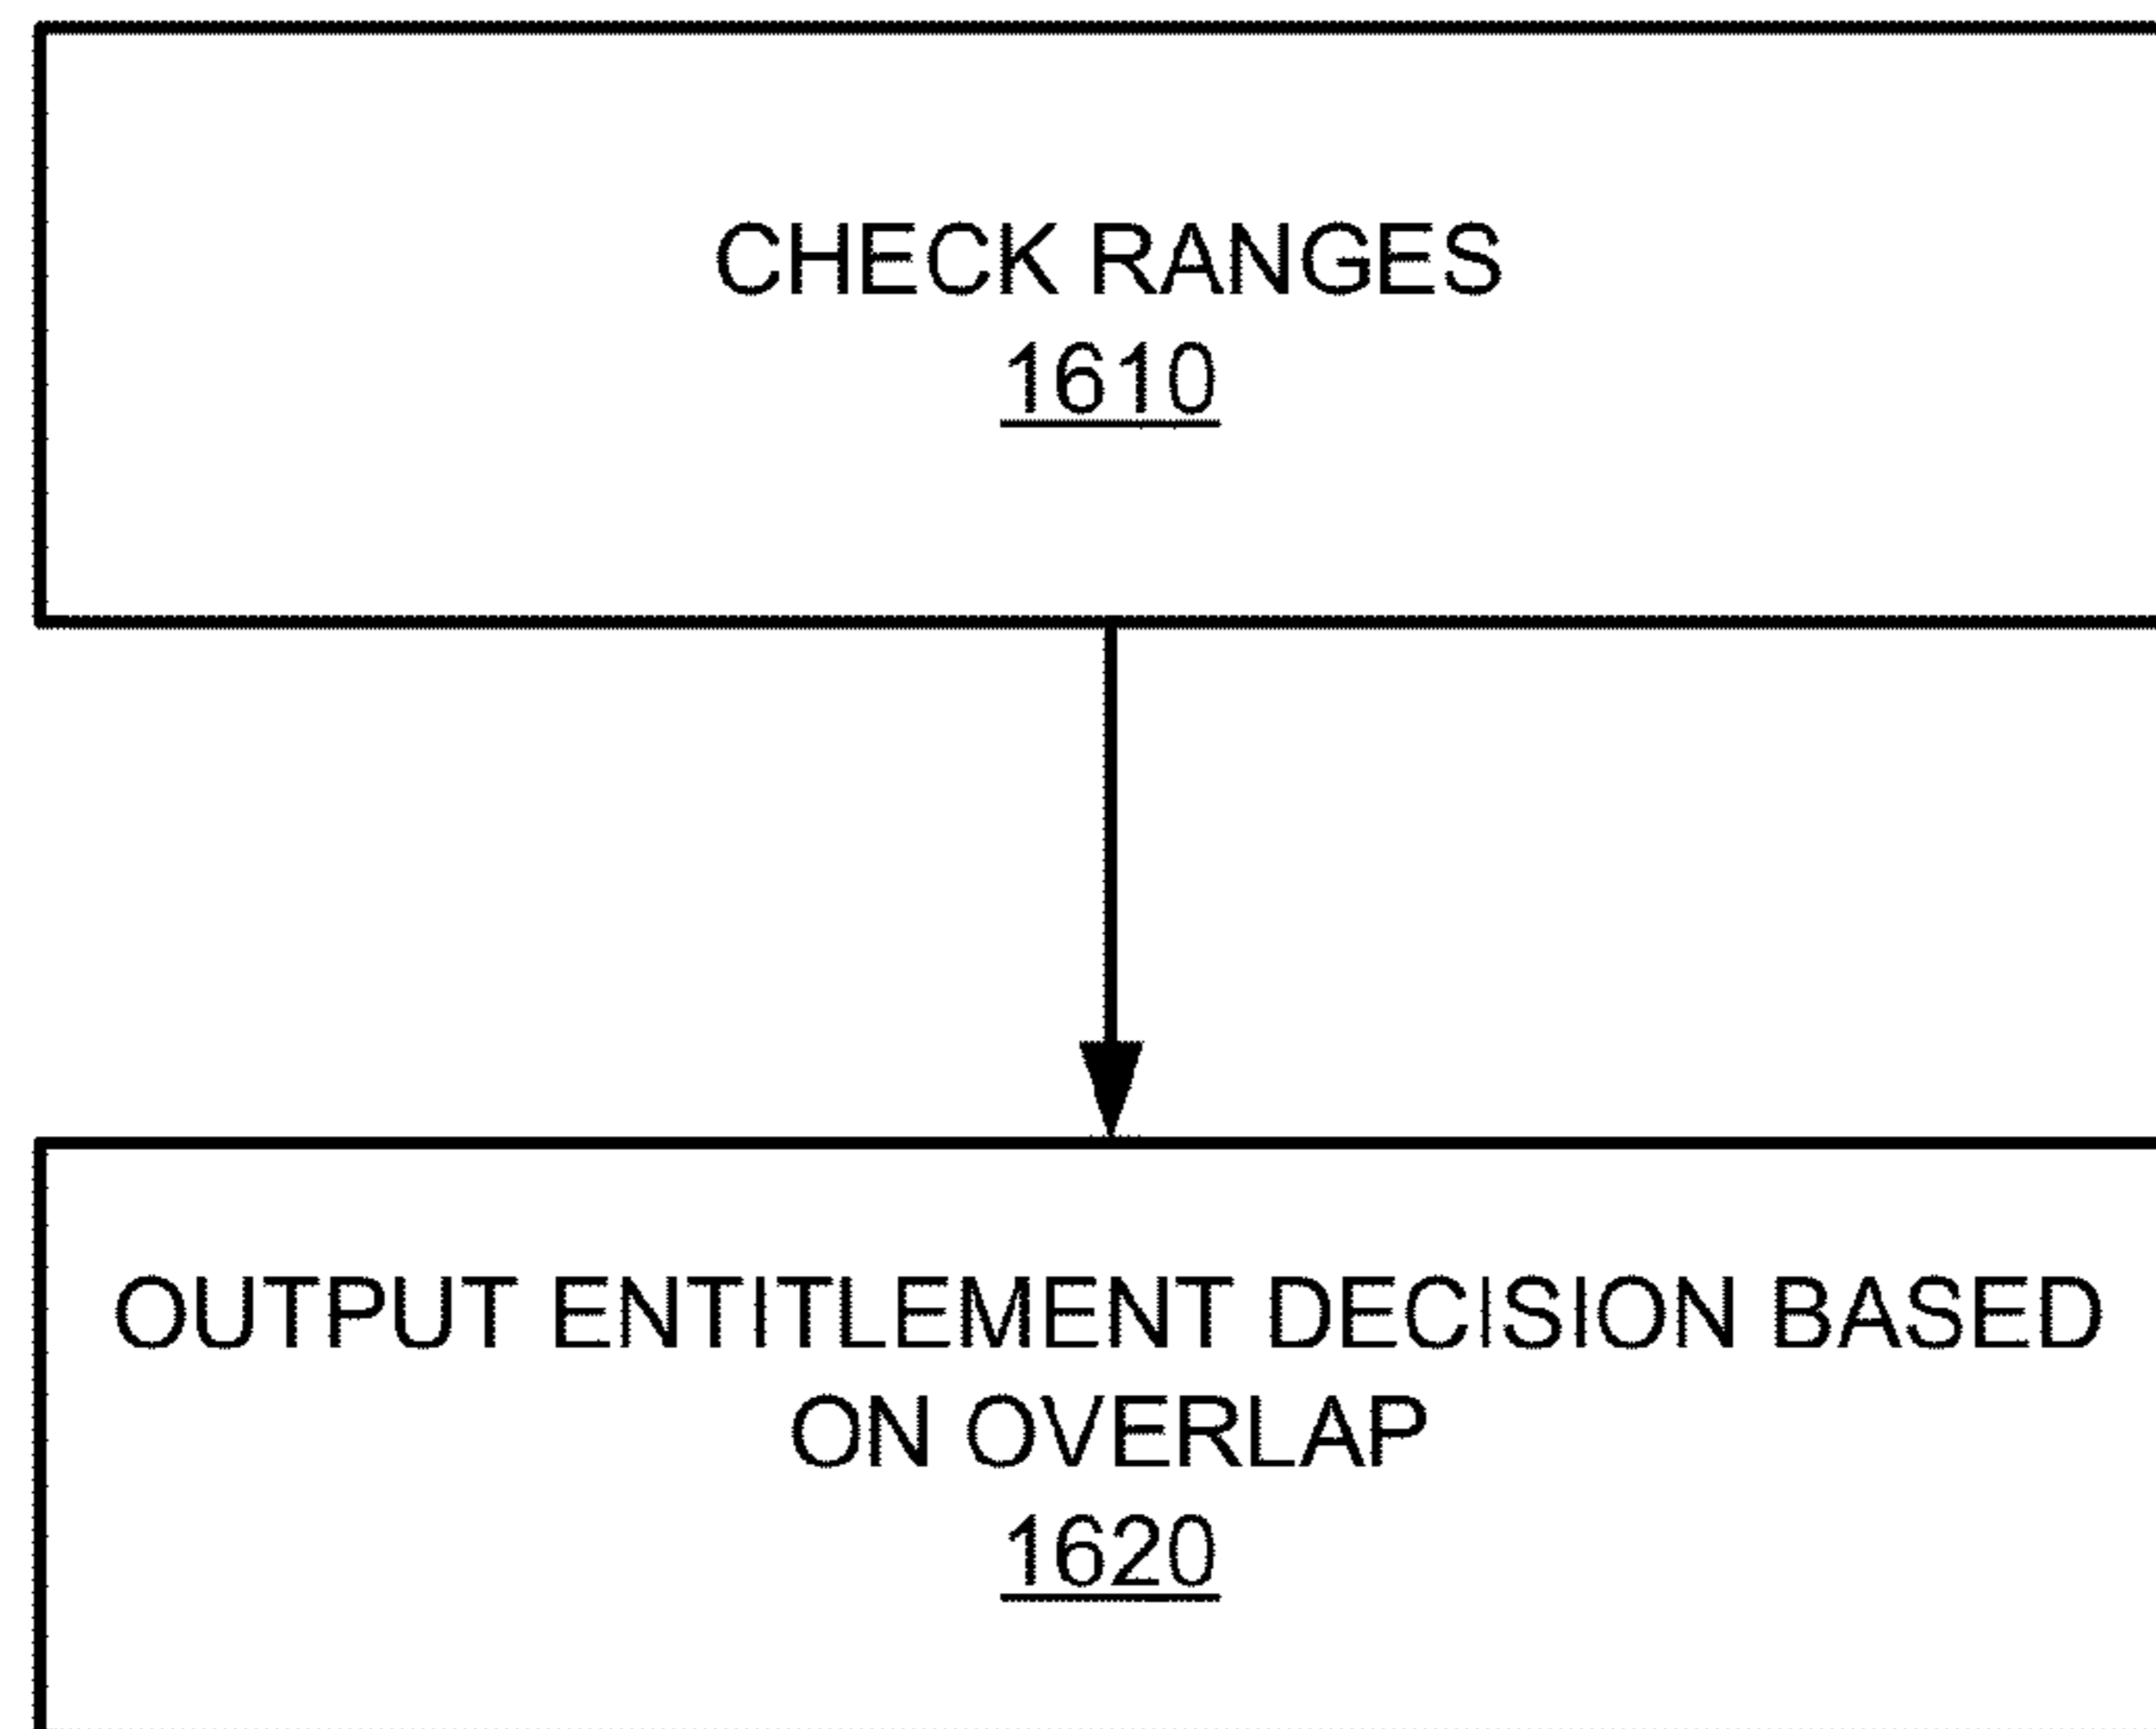 CHECK RANGES
1610
OUTPUT ENTITLEMENT DECISION BASED
ON OVERLAP
1620